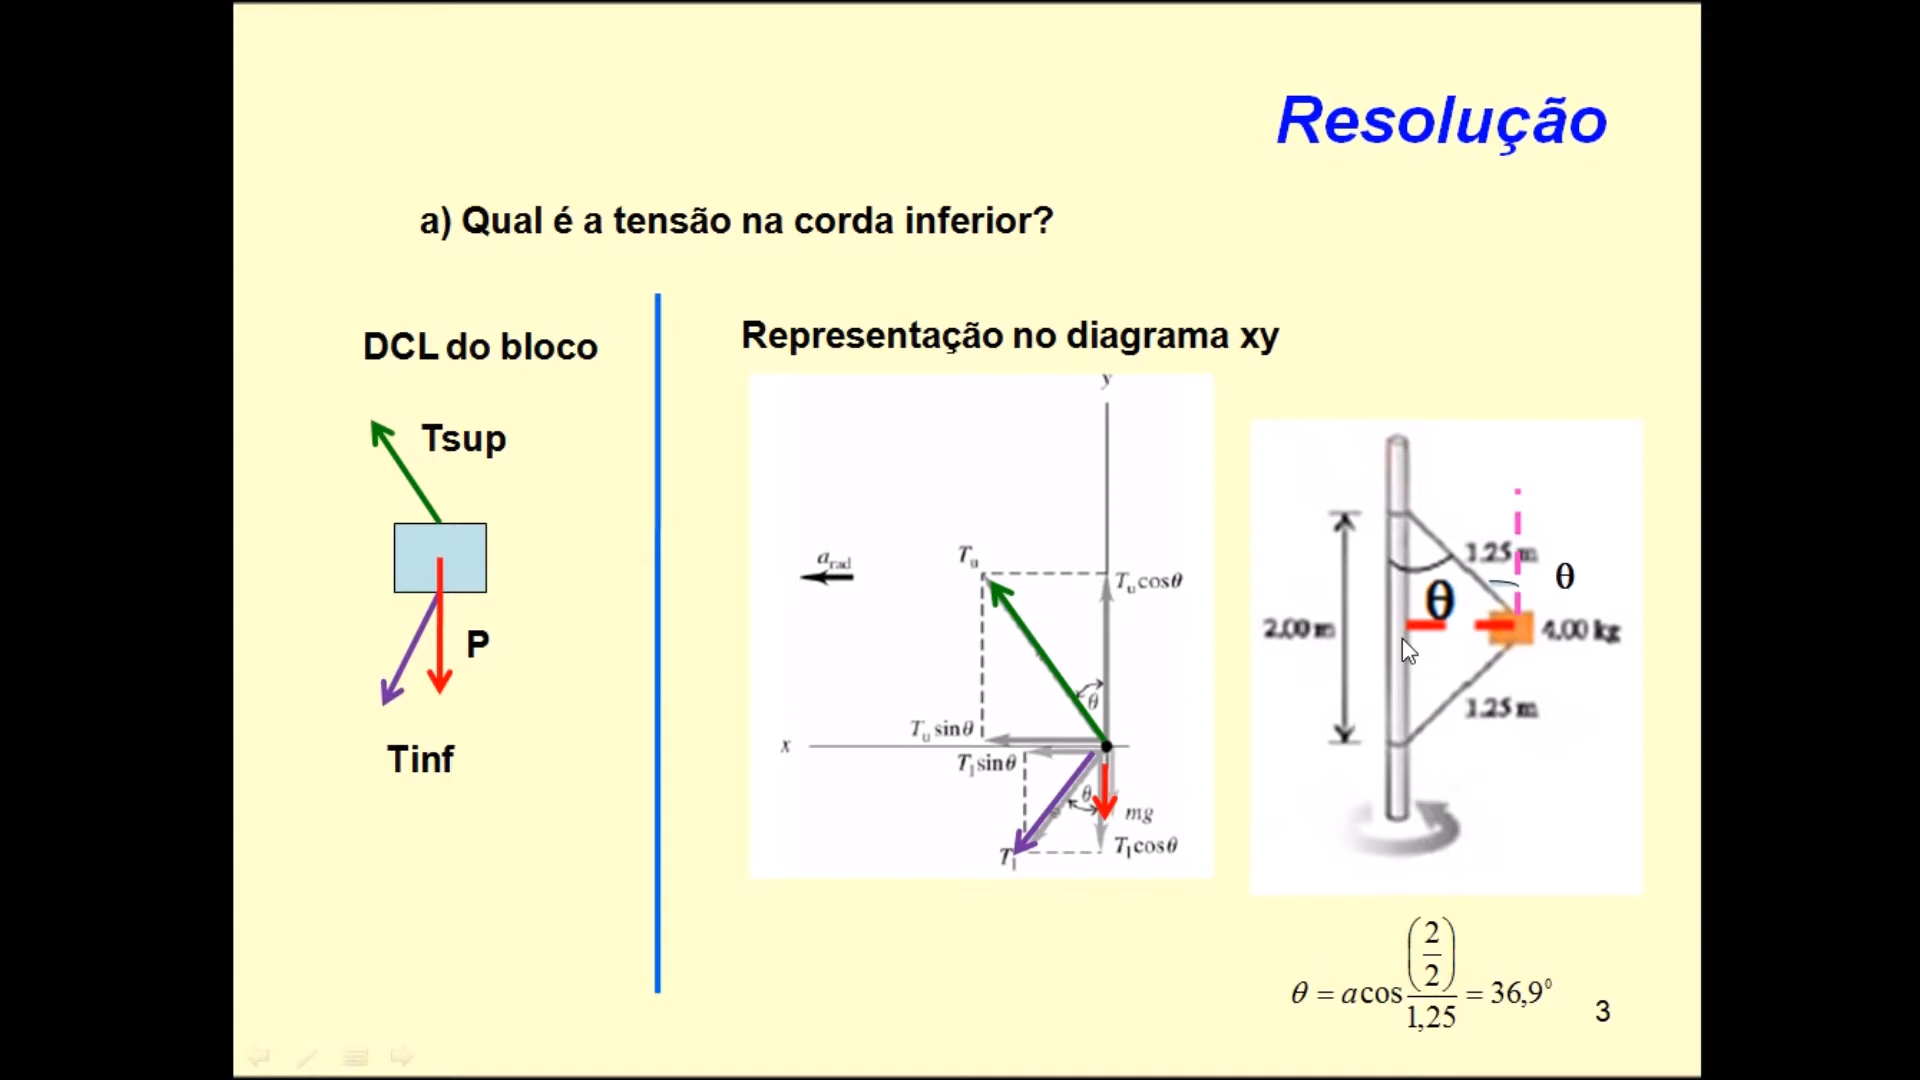 Resolução
a) Qual é a tensão na corda inferior?
DCL do bloco
Tsup
P
Tinf
Representação no diagrama xy
y
a_rad
T_u
T_u cosθ
θ
T_u sinθ
x
T_l sinθ
θ
mg
T_l
T_l cosθ
1.25 m
θ
θ
2.00 m
4.00 kg
1.25 m
θ = acos (2/2)/1,25 = 36,9⁰
3